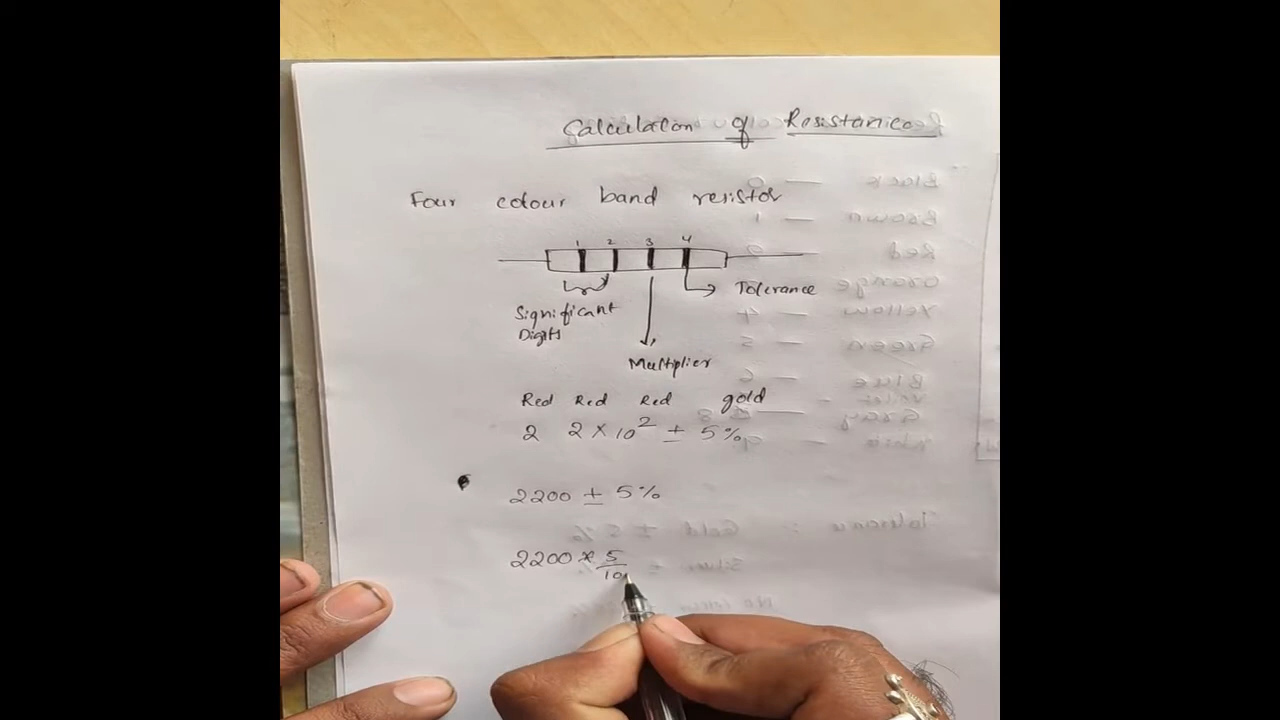 Calculation of Resistance
Four colour band resistor
1 2 3 4
Tolerance
Significant
Digits
Multiplier
Red Red Red gold
2 2 × 10² ± 5%
2200 ± 5%
2200 * 5/10